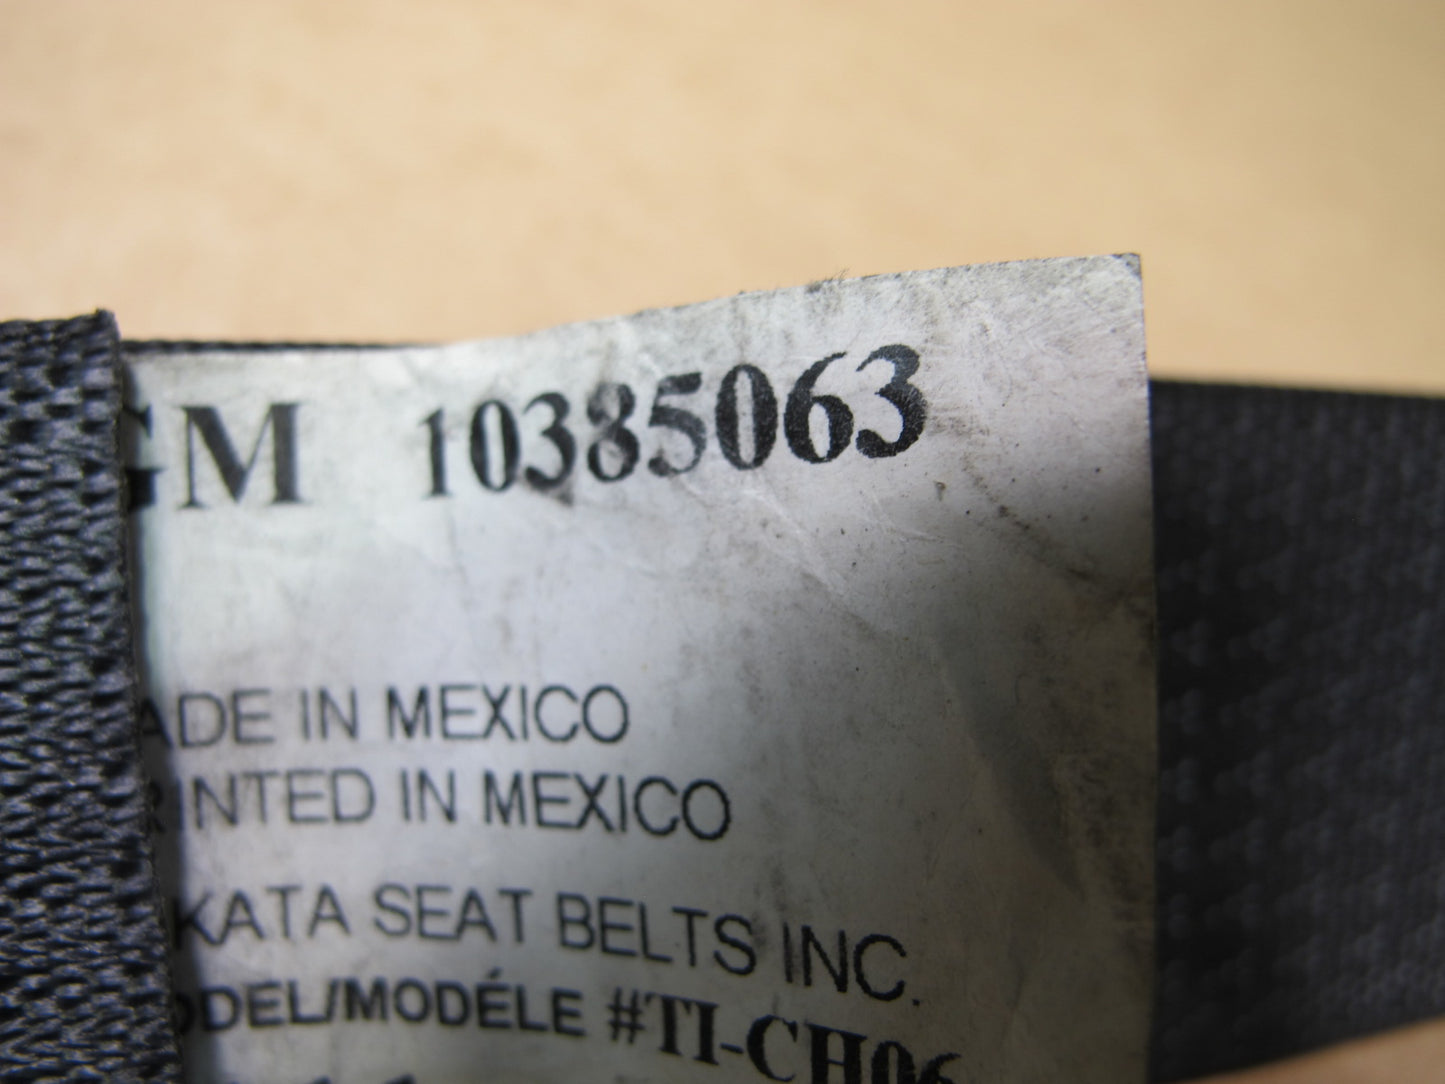 GM 10385063
ADE IN MEXICO
RINTED IN MEXICO
KATA SEAT BELTS INC.
ODEL/MODÉLE #TI-CH06